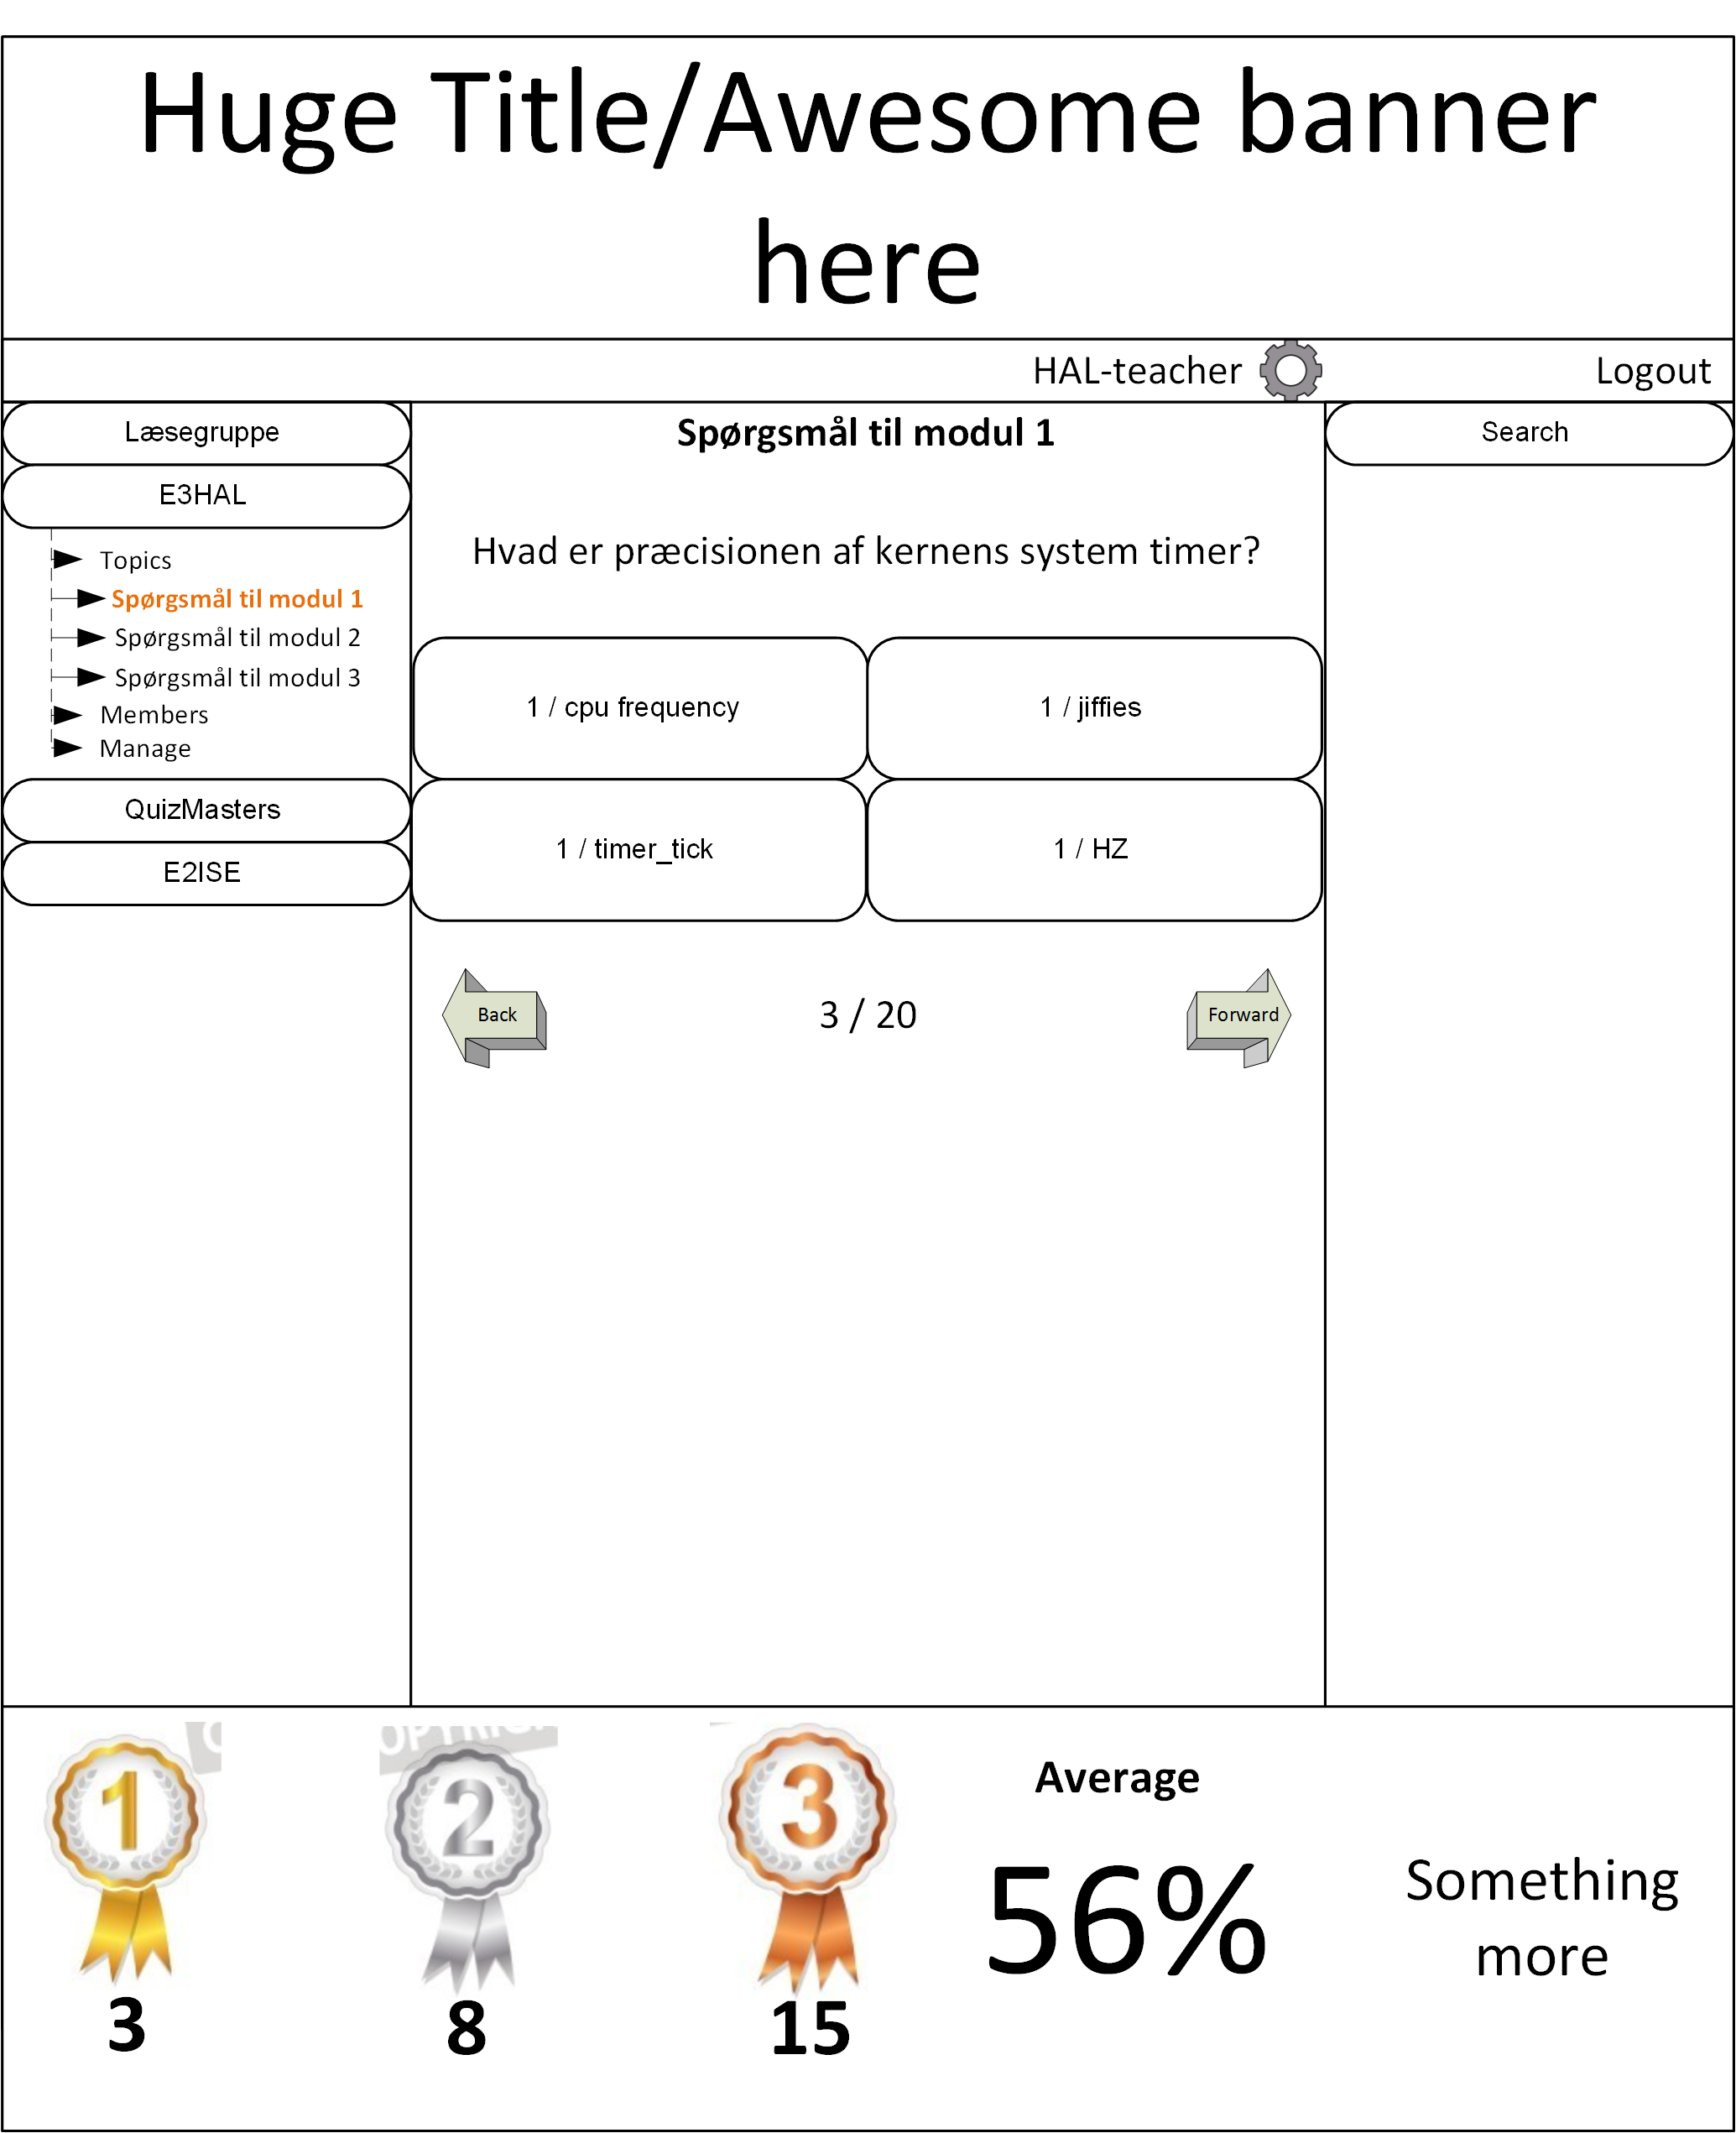 Huge Title/Awesome banner
here
HAL-teacher
Logout
Læsegruppe
E3HAL
Topics
Spørgsmål til modul 1
Spørgsmål til modul 2
Spørgsmål til modul 3
Members
Manage
QuizMasters
E2ISE
Spørgsmål til modul 1
Hvad er præcisionen af kernens system timer?
1 / cpu frequency
1 / jiffies
1 / timer_tick
1 / HZ
Back
3 / 20
Forward
Search
1
2
3
3
8
15
Average
56%
Something
more